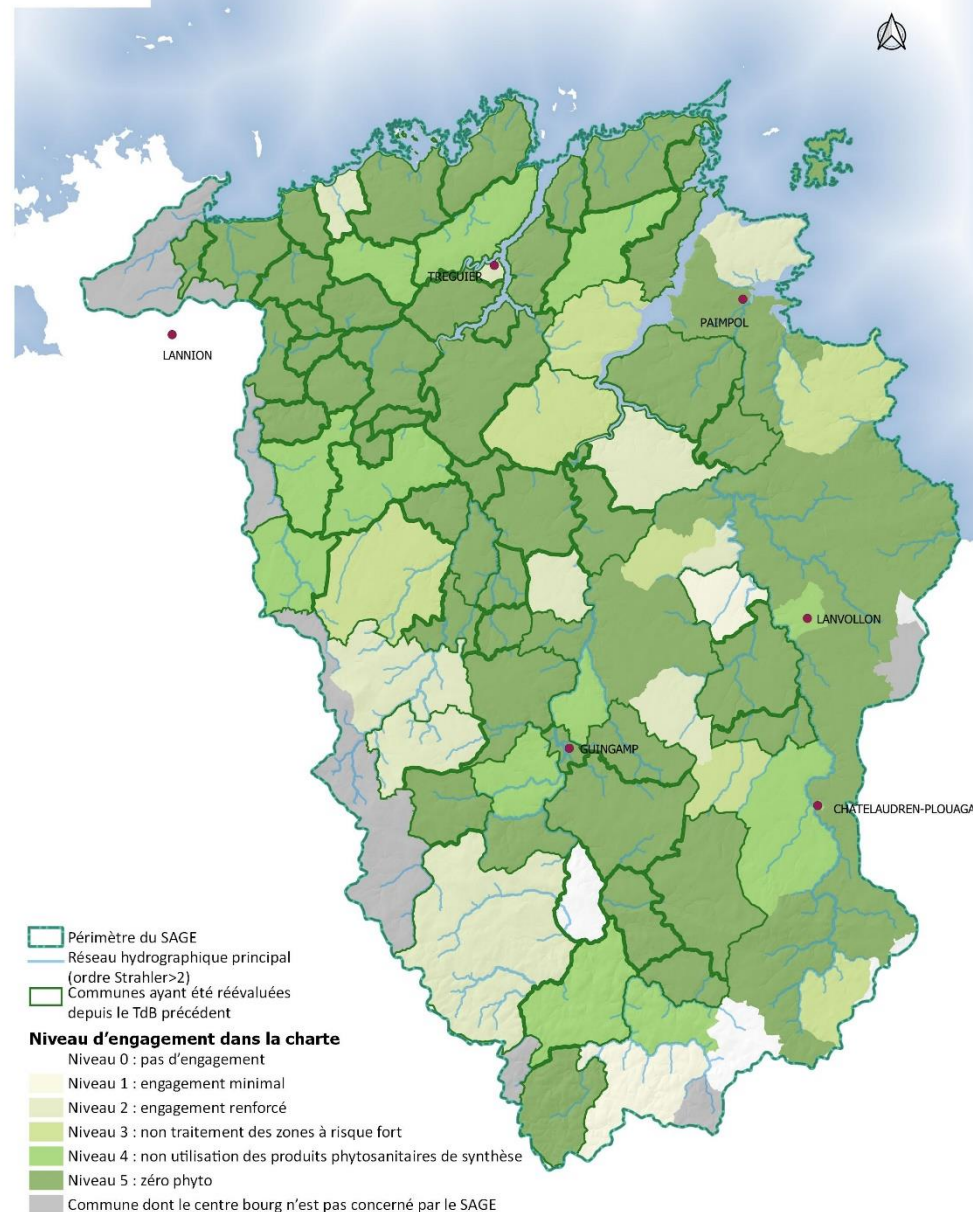 TREGUIER
PAIMPOL
LANNION
LANVOLLON
GUINGAMP
CHATELAUDREN-PLOUAGA
Périmètre du SAGE
Réseau hydrographique principal
(ordre Strahler>2)
Communes ayant été réévaluées
depuis le TdB précédent
Niveau d'engagement dans la charte
Niveau 0 : pas d'engagement
Niveau 1 : engagement minimal
Niveau 2 : engagement renforcé
Niveau 3 : non traitement des zones à risque fort
Niveau 4 : non utilisation des produits phytosanitaires de synthèse
Niveau 5 : zéro phyto
Commune dont le centre bourg n'est pas concerné par le SAGE